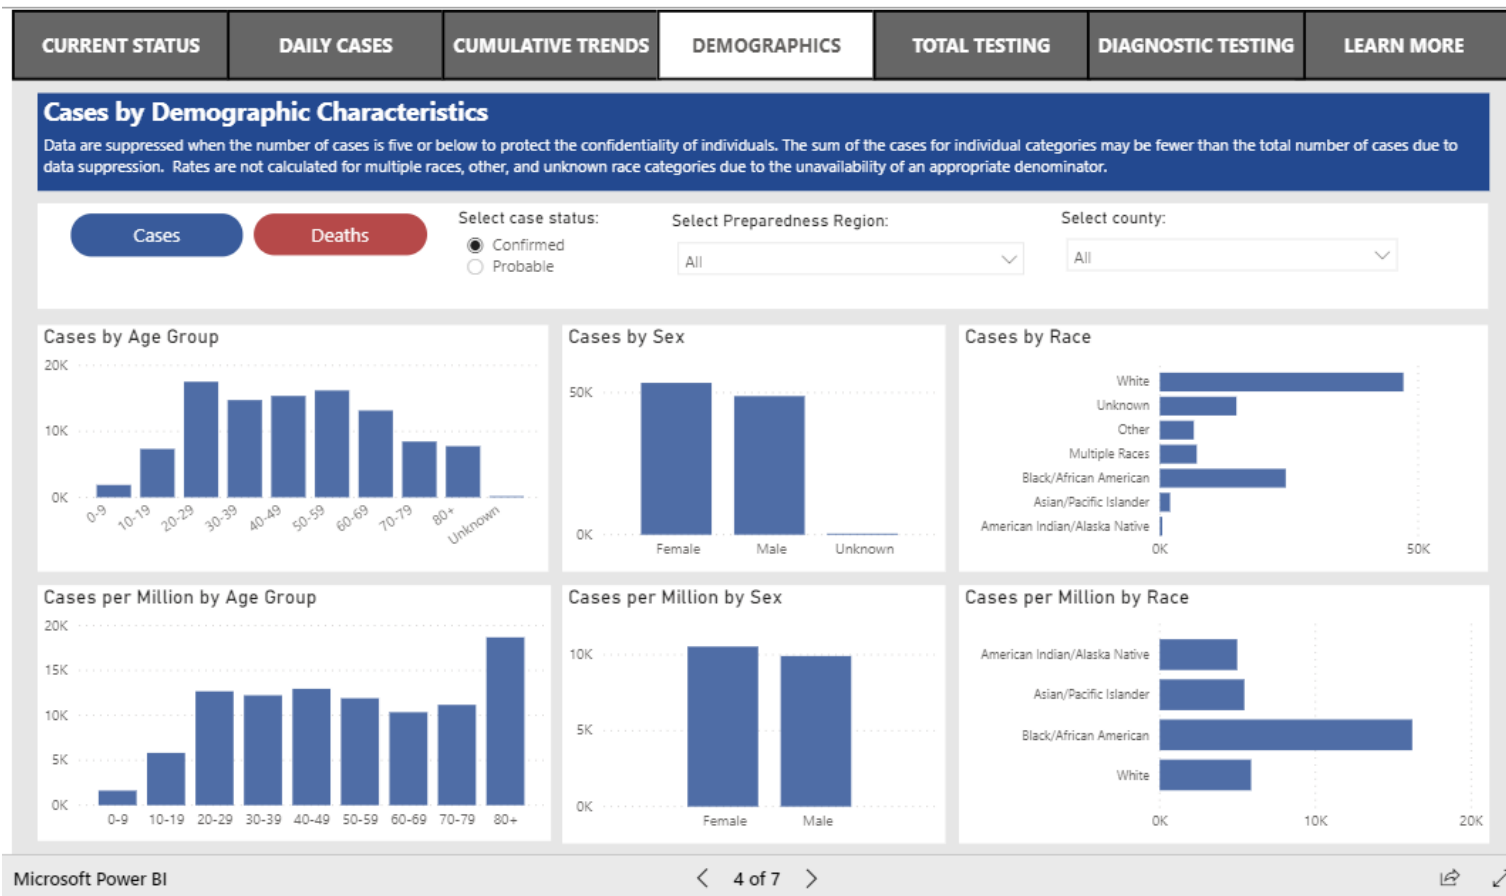 CURRENT STATUS
DAILY CASES
CUMULATIVE TRENDS
DEMOGRAPHICS
TOTAL TESTING
DIAGNOSTIC TESTING
LEARN MORE
Cases by Demographic Characteristics
Data are suppressed when the number of cases is five or below to protect the confidentiality of individuals. The sum of the cases for individual categories may be fewer than the total number of cases due to
data suppression. Rates are not calculated for multiple races, other, and unknown race categories due to the unavailability of an appropriate denominator.
Cases
Deaths
Select case status:
Confirmed
Probable
Select Preparedness Region:
All
Select county:
All
Cases by Age Group
20K
10K
0K
0-9 10-19 20-29 30-39 40-49 50-59 60-69 70-79 80+ Unknown
Cases by Sex
50K
0K
Female Male Unknown
Cases by Race
White
Unknown
Other
Multiple Races
Black/African American
Asian/Pacific Islander
American Indian/Alaska Native
0K 50K
Cases per Million by Age Group
20K
15K
10K
5K
0K
0-9 10-19 20-29 30-39 40-49 50-59 60-69 70-79 80+
Cases per Million by Sex
10K
5K
0K
Female Male
Cases per Million by Race
American Indian/Alaska Native
Asian/Pacific Islander
Black/African American
White
0K 10K 20K
Microsoft Power BI
4 of 7